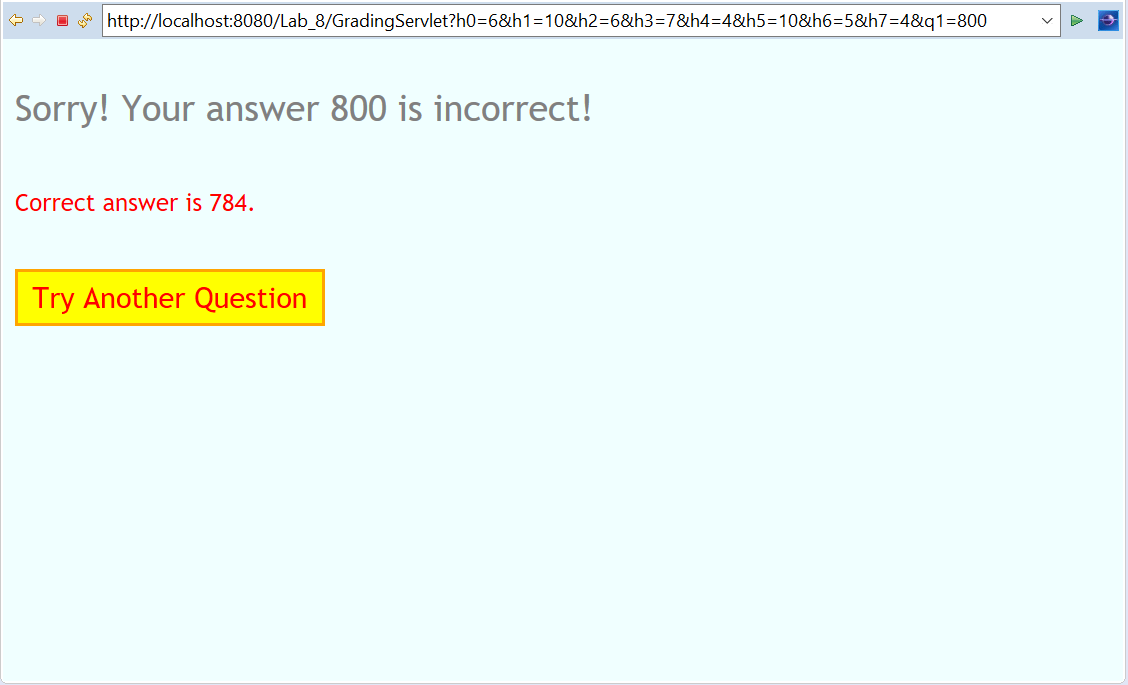 http://localhost:8080/Lab_8/GradingServlet?h0=6&h1=10&h2=6&h3=7&h4=4&h5=10&h6=5&h7=4&q1=800
Sorry! Your answer 800 is incorrect!
Correct answer is 784.
Try Another Question